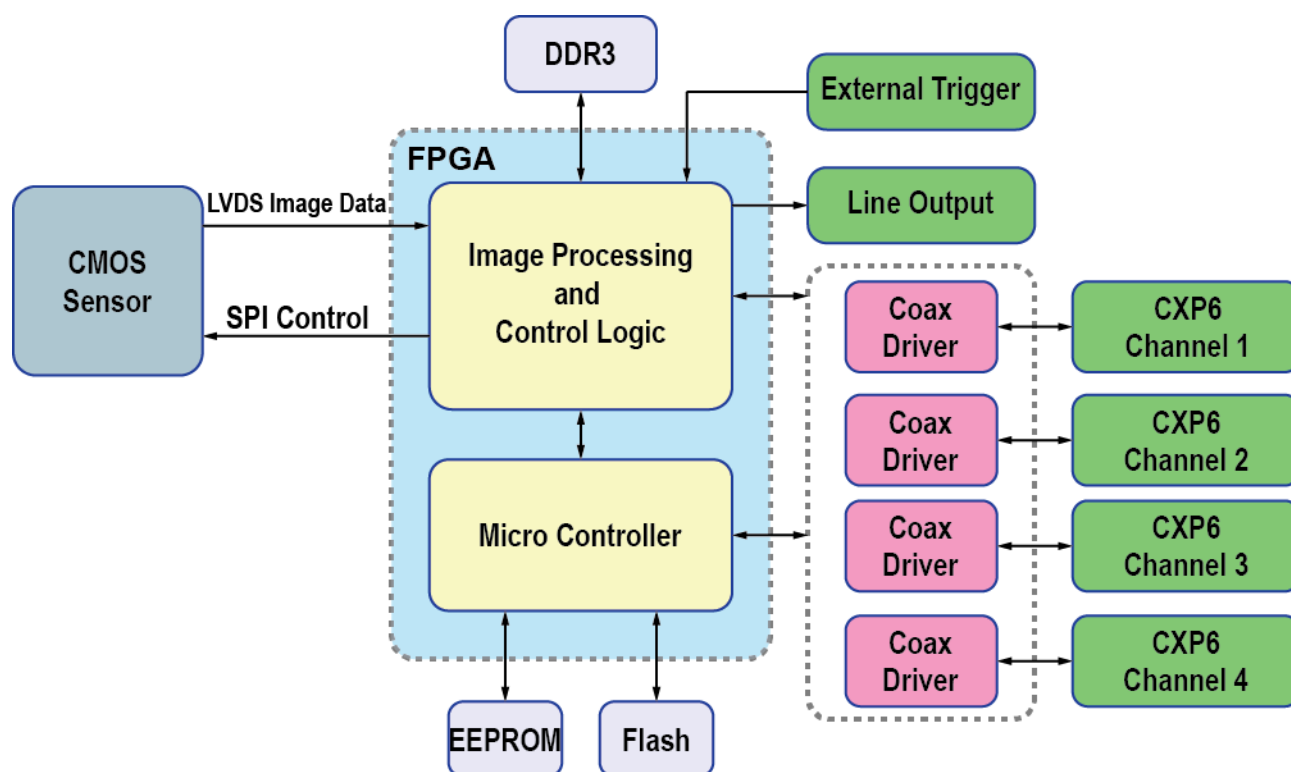 DDR3
External Trigger
FPGA
LVDS Image Data
Line Output
CMOS
Sensor
Image Processing
and
Control Logic
SPI Control
Coax
Driver
CXP6
Channel 1
Coax
Driver
CXP6
Channel 2
Micro Controller
Coax
Driver
CXP6
Channel 3
Coax
Driver
CXP6
Channel 4
EEPROM
Flash